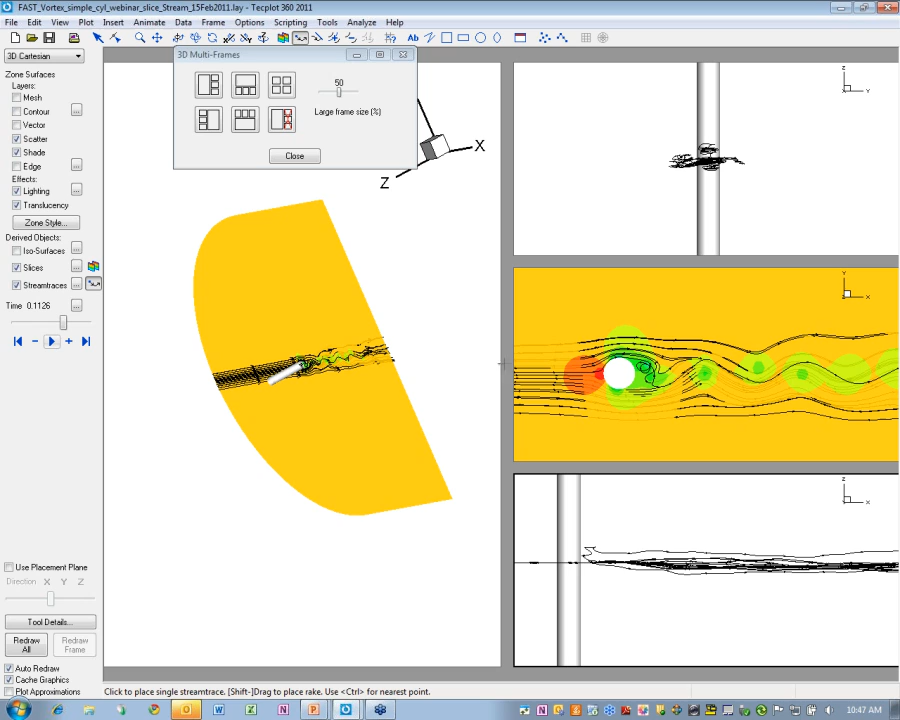 FAST_Vortex_simple_cyl_webinar_slice_Stream_15Feb2011.lay - Tecplot 360 2011
File Edit View Plot Insert Animate Data Frame Options Scripting Tools Analyze Help
Ab
3D Cartesian
Zone Surfaces
Layers:
Mesh
Contour ...
Vector
Scatter
Shade
Edge ...
Effects:
Lighting ...
Translucency
Zone Style...
Derived Objects:
Iso-Surfaces ...
Slices ...
Streamtraces ...
Time 0.1126 ...
Use Placement Plane
Direction X Y Z
Tool Details...
Redraw All
Redraw Frame
Auto Redraw
Cache Graphics
Plot Approximations
3D Multi-Frames
50
Large frame size (%)
Close
X
Z
Z
Y
Y
X
Z
X
Click to place single streamtrace. [Shift-]Drag to place rake. Use <Ctrl> for nearest point.
10:47 AM